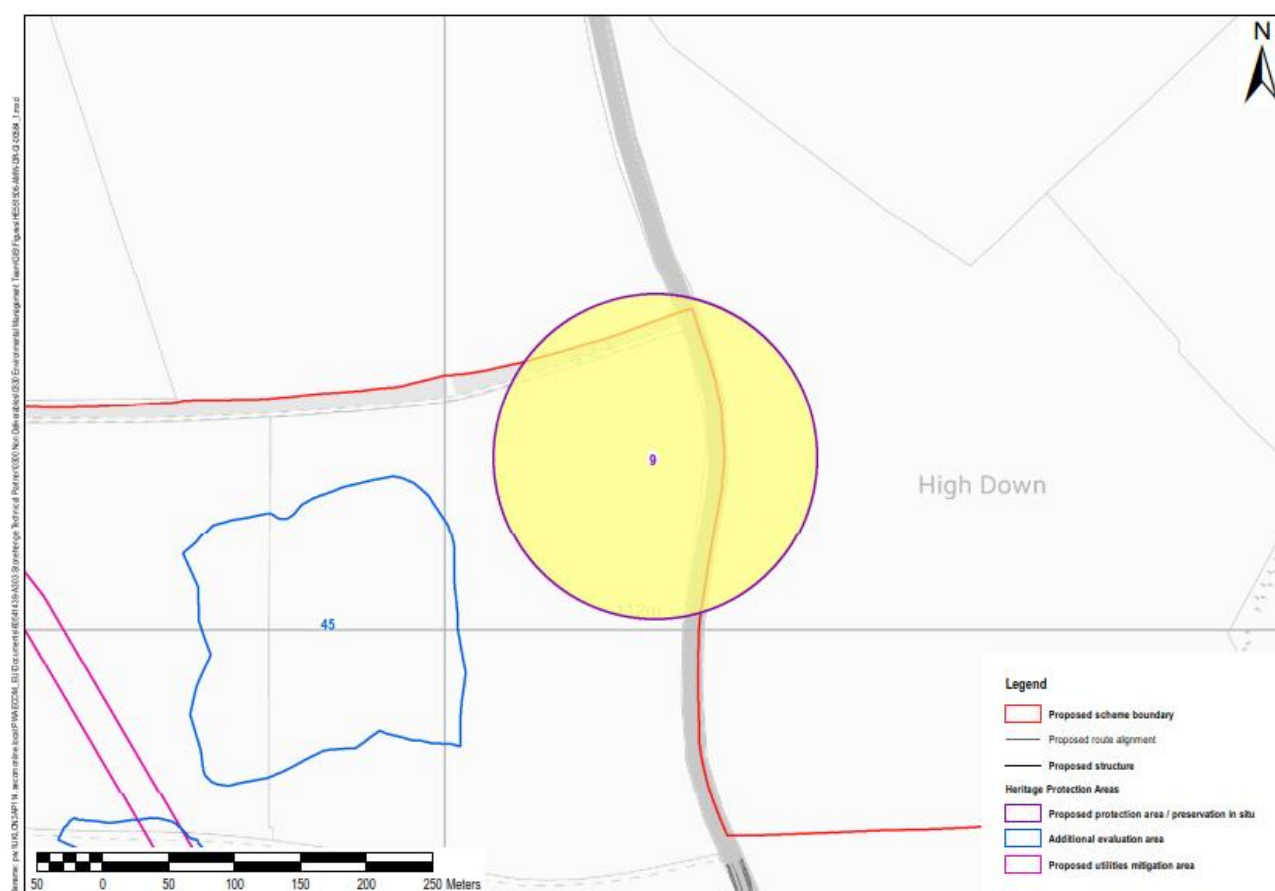 N
9
High Down
112m
45
Legend
Proposed scheme boundary
Proposed route alignment
Proposed structure
Heritage Protection Areas
Proposed protection area / preservation in situ
Additional evaluation area
Proposed utilities mitigation area
50 0 50 100 150 200 250 Meters